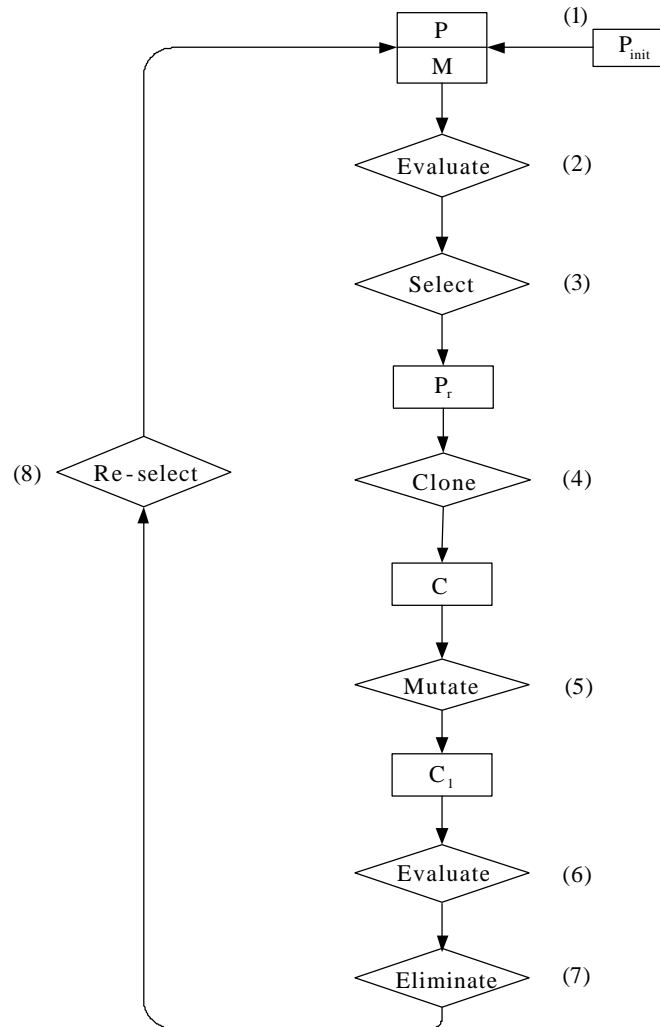 (1)
P
P_init
M
Evaluate
(2)
Select
(3)
P_r
(8)
Re-select
Clone
(4)
C
Mutate
(5)
C_1
Evaluate
(6)
Eliminate
(7)